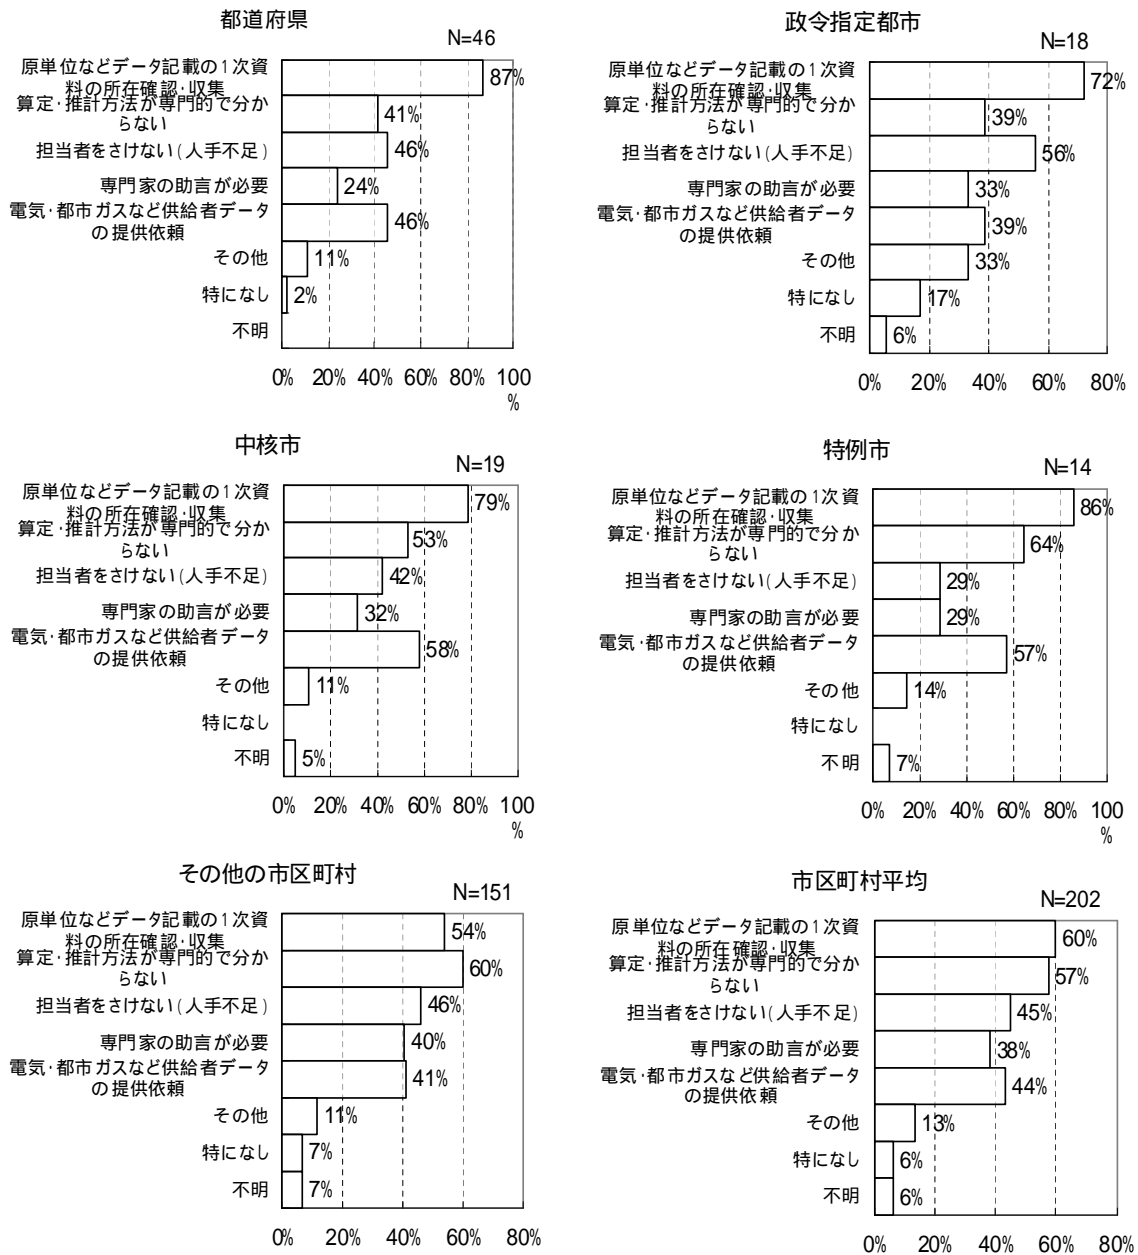 都道府県
N=46
原単位などデータ記載の1次資
料の所在確認・収集
算定・推計方法が専門的で分か
らない
担当者をさけない(人手不足)
専門家の助言が必要
電気・都市ガスなど供給者データ
の提供依頼
その他
特になし
不明
87%
41%
46%
24%
46%
11%
2%
0% 20% 40% 60% 80% 100
%
政令指定都市
N=18
原単位などデータ記載の1次資
料の所在確認・収集
算定・推計方法が専門的で分か
らない
担当者をさけない(人手不足)
専門家の助言が必要
電気・都市ガスなど供給者データ
の提供依頼
その他
特になし
不明
72%
39%
56%
33%
39%
33%
17%
6%
0% 20% 40% 60% 80%
中核市
N=19
原単位などデータ記載の1次資
料の所在確認・収集
算定・推計方法が専門的で分か
らない
担当者をさけない(人手不足)
専門家の助言が必要
電気・都市ガスなど供給者データ
の提供依頼
その他
特になし
不明
79%
53%
42%
32%
58%
11%
5%
0% 20% 40% 60% 80% 100
%
特例市
N=14
原単位などデータ記載の1次資
料の所在確認・収集
算定・推計方法が専門的で分か
らない
担当者をさけない(人手不足)
専門家の助言が必要
電気・都市ガスなど供給者データ
の提供依頼
その他
特になし
不明
86%
64%
29%
29%
57%
14%
7%
0% 20% 40% 60% 80% 100
%
その他の市区町村
N=151
原単位などデータ記載の1次資
料の所在確認・収集
算定・推計方法が専門的で分か
らない
担当者をさけない(人手不足)
専門家の助言が必要
電気・都市ガスなど供給者データ
の提供依頼
その他
特になし
不明
54%
60%
46%
40%
41%
11%
7%
7%
0% 20% 40% 60% 80%
市区町村平均
N=202
原単位などデータ記載の1次資
料の所在確認・収集
算定・推計方法が専門的で分か
らない
担当者をさけない(人手不足)
専門家の助言が必要
電気・都市ガスなど供給者データ
の提供依頼
その他
特になし
不明
60%
57%
45%
38%
44%
13%
6%
6%
0% 20% 40% 60% 80%